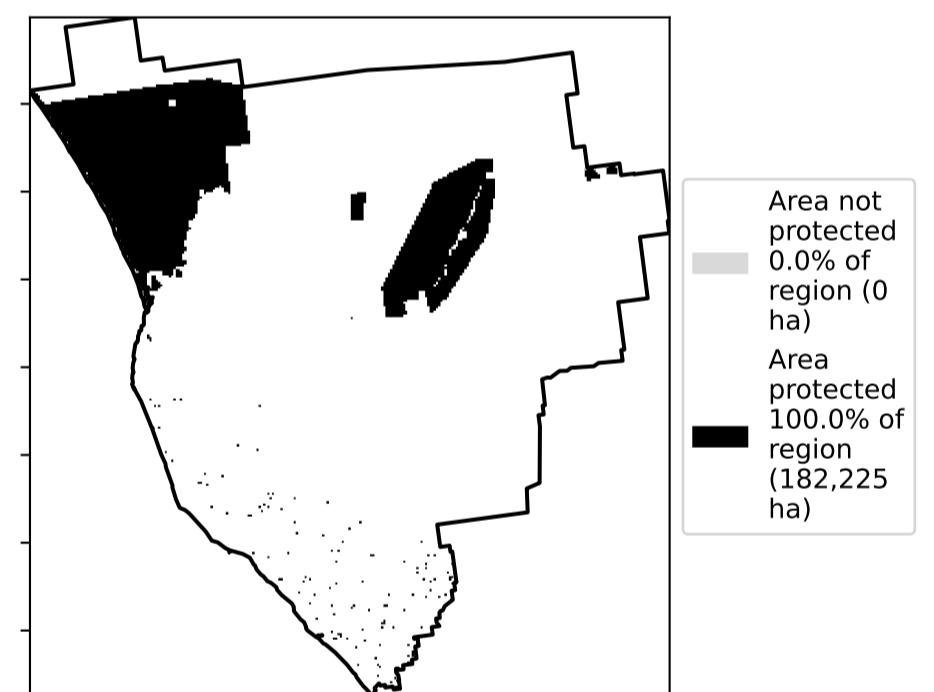 Area not
protected
0.0% of
region (0
ha)
Area
protected
100.0% of
region
(182,225
ha)